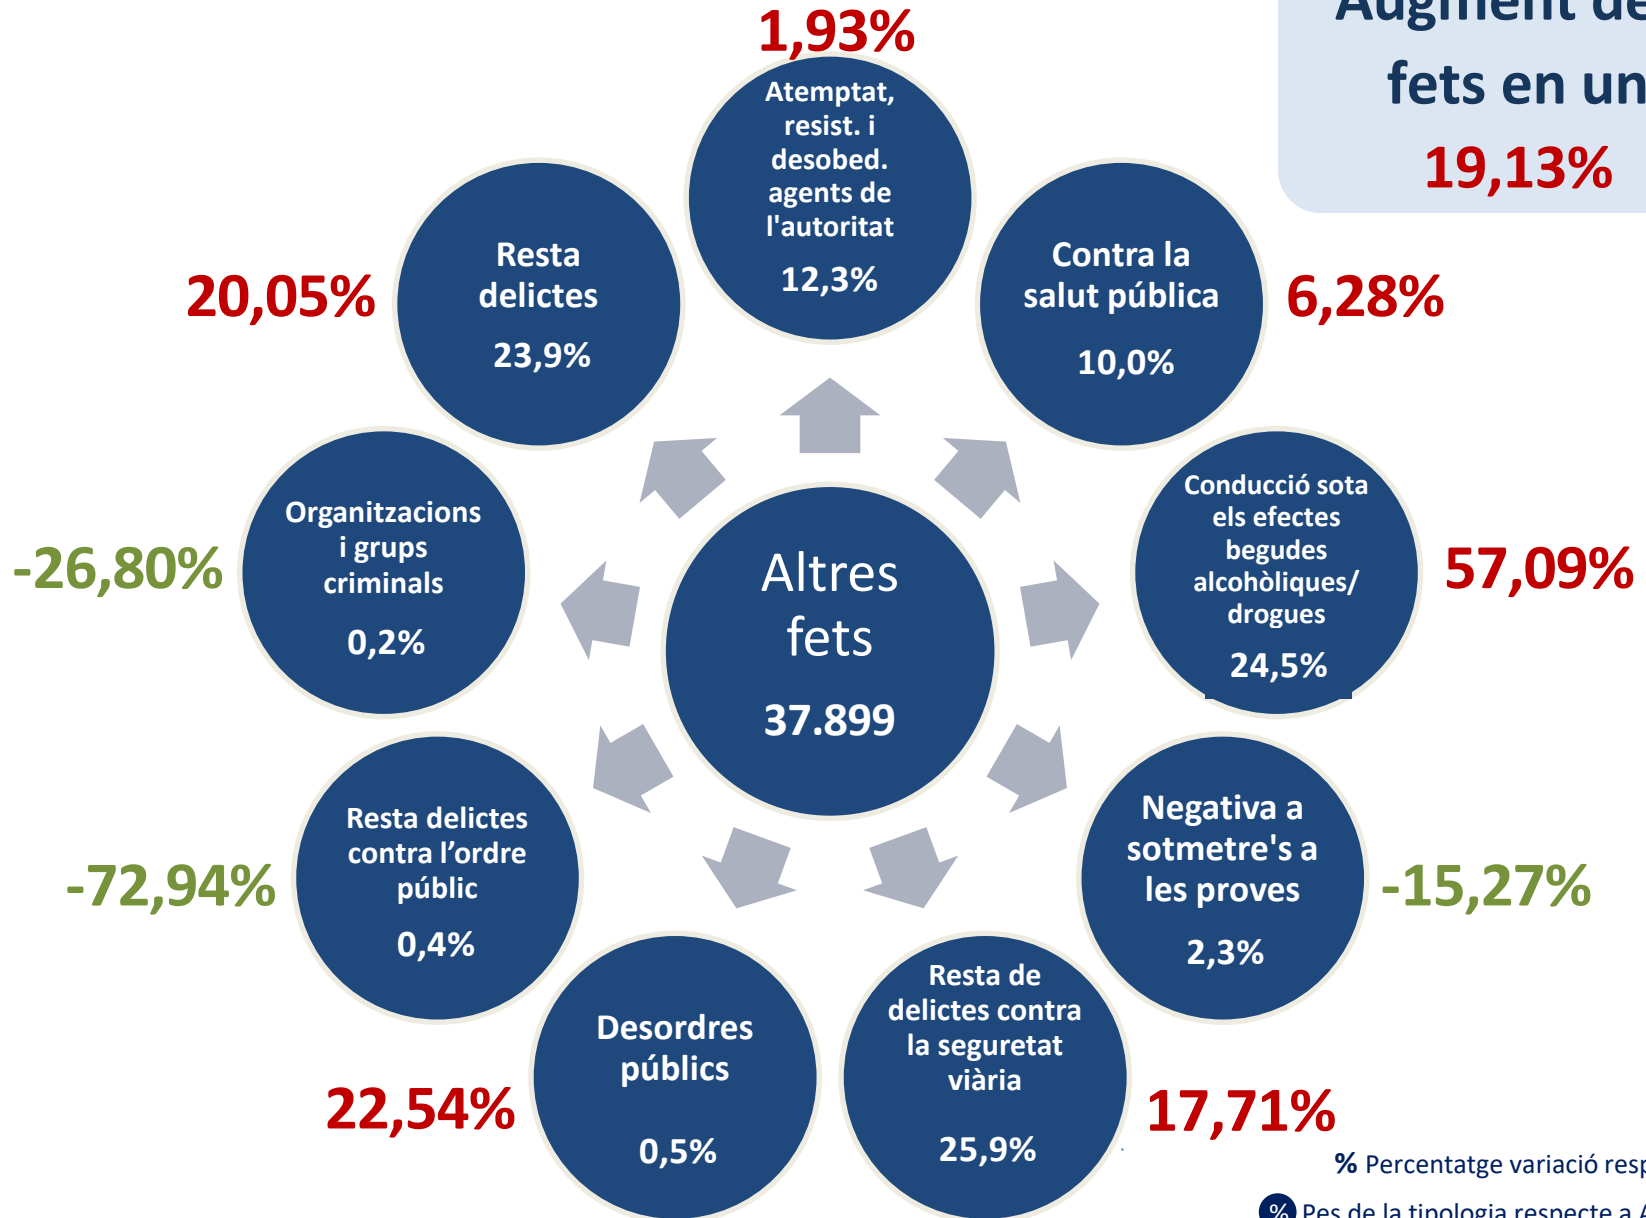 1,93%
Augment de
fets en un
19,13%
Atemptat,
resist. i
desobed.
agents de
l'autoritat
12,3%
Contra la
salut pública
10,0%
6,28%
Conducció sota
els efectes
begudes
alcohòliques/
drogues
24,5%
57,09%
Negativa a
sotmetre's a
les proves
2,3%
-15,27%
Resta de
delictes contra
la seguretat
viària
25,9%
17,71%
Desordres
públics
0,5%
22,54%
Resta delictes
contra l’ordre
públic
0,4%
-72,94%
Organitzacions
i grups
criminals
0,2%
-26,80%
Resta
delictes
23,9%
20,05%
Altres
fets
37.899
% Percentatge variació resp
% Pes de la tipologia respecte a A